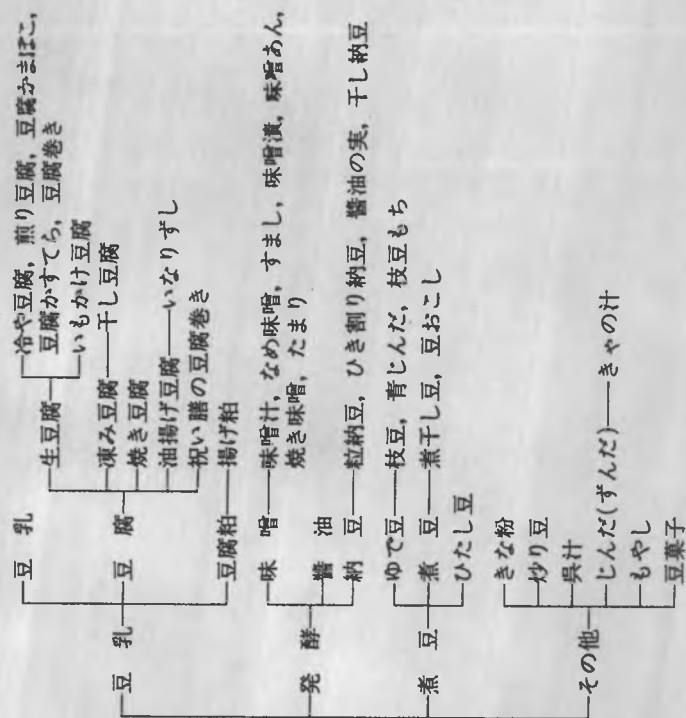 豆乳
冷や豆腐，煎り豆腐，豆腐かまぼこ，
豆腐かすてら，豆腐巻き
生豆腐
いもかけ豆腐
凍み豆腐――干し豆腐
豆乳
豆腐
焼き豆腐
油揚げ豆腐――いなりずし
祝い膳の豆腐巻き
豆腐粕――揚げ粕
味噌――味噌汁，なめ味噌，すまし，味噌漬，味噌あん，
焼き味噌，たまり
発酵
醬油
納豆――粒納豆，ひき割り納豆，醬油の実，干し納豆
ゆで豆――枝豆，青じんだ，枝豆もち
煮豆
煮豆――煮干し豆，豆おこし
ひたし豆
きな粉
炒り豆
呉汁
その他
じんだ(ずんだ)――きゃの汁
もやし
豆菓子